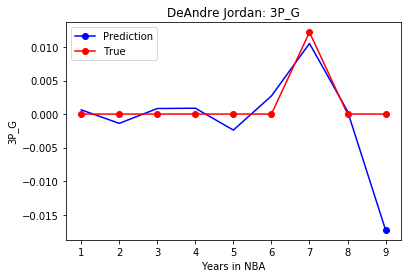 DeAndre Jordan: 3P_G
Prediction
True
0.010
0.005
0.000
−0.005
−0.010
−0.015
3P_G
1 2 3 4 5 6 7 8 9
Years in NBA